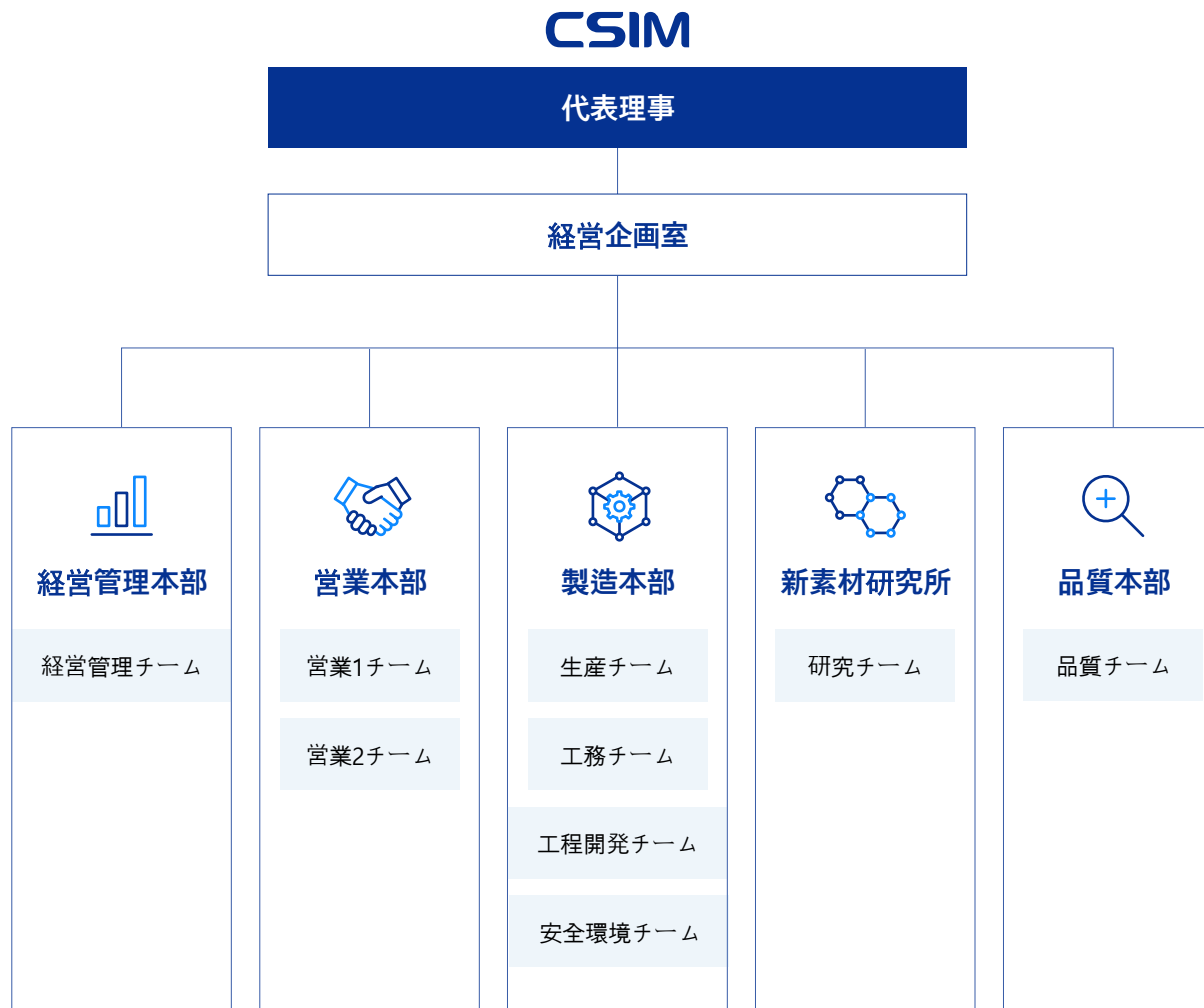 CSIM
代表理事
経営企画室
経営管理本部
経営管理チーム
営業本部
営業1チーム
営業2チーム
製造本部
生産チーム
工務チーム
工程開発チーム
安全環境チーム
新素材研究所
研究チーム
品質本部
品質チーム